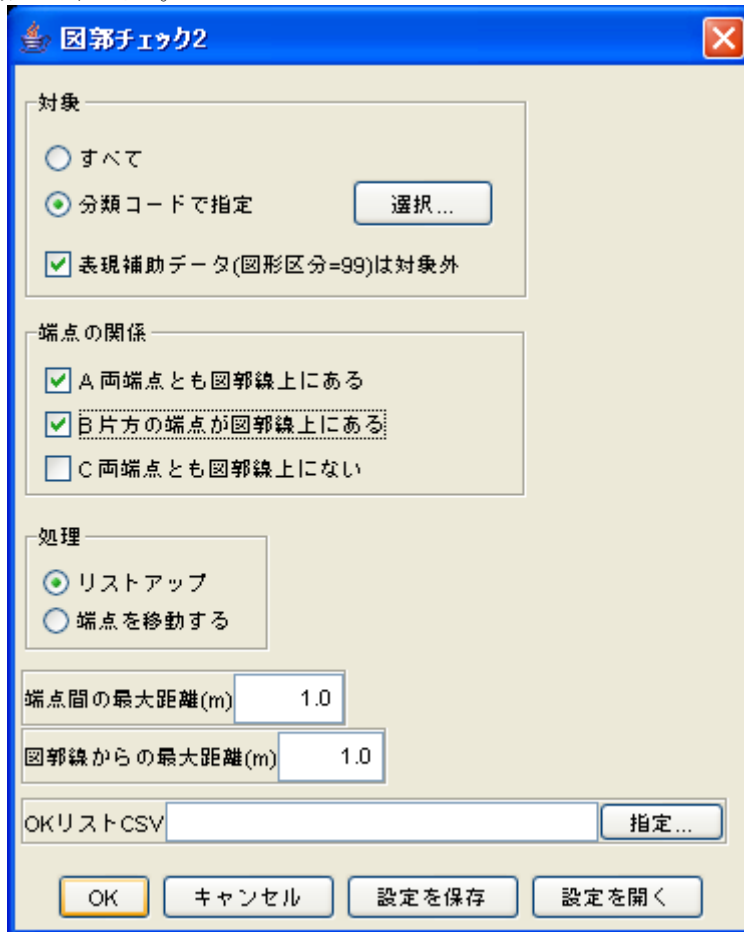 図郭チェック2
対象
すべて
分類コードで指定 選択...
表現補助データ(図形区分=99)は対象外
端点の関係
A 両端点とも図郭線上にある
B 片方の端点が図郭線上にある
C 両端点とも図郭線上にない
処理
リストアップ
端点を移動する
端点間の最大距離(m) 1.0
図郭線からの最大距離(m) 1.0
OKリストCSV 指定...
OK キャンセル 設定を保存 設定を開く